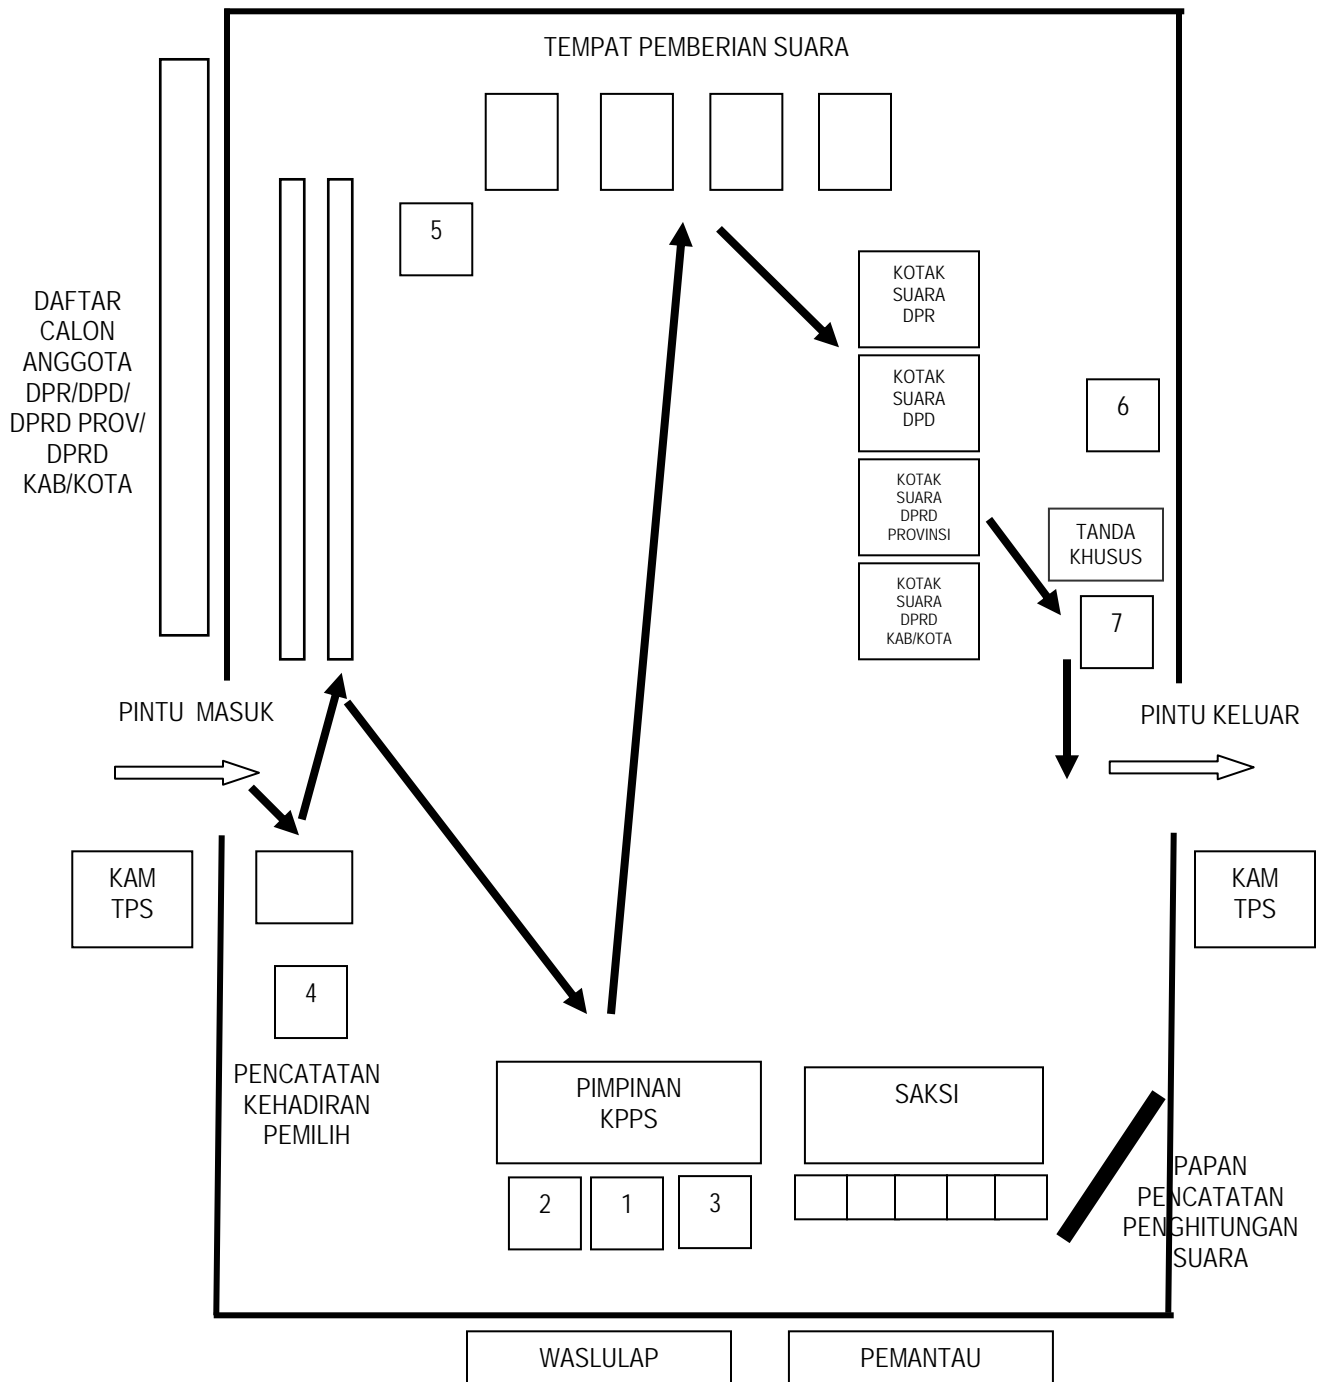 TEMPAT PEMBERIAN SUARA
5
DAFTAR
CALON
ANGGOTA
DPR/DPD/
DPRD PROV/
DPRD
KAB/KOTA
KOTAK
SUARA
DPR
KOTAK
SUARA
DPD
KOTAK
SUARA
DPRD
PROVINSI
KOTAK
SUARA
DPRD
KAB/KOTA
6
TANDA
KHUSUS
7
PINTU MASUK
PINTU KELUAR
KAM
TPS
KAM
TPS
4
PENCATATAN
KEHADIRAN
PEMILIH
PIMPINAN
KPPS
SAKSI
2
1
3
PAPAN
PENCATATAN
PENGHITUNGAN
SUARA
WASLULAP
PEMANTAU